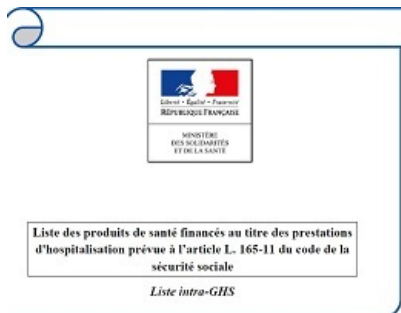 Liberté • Égalité • Fraternité
RÉPUBLIQUE FRANÇAISE
MINISTÈRE
DES SOLIDARITÉS
ET DE LA SANTÉ
Liste des produits de santé financés au titre des prestations
d'hospitalisation prévue à l'article L. 165-11 du code de la
sécurité sociale
Liste intra-GHS